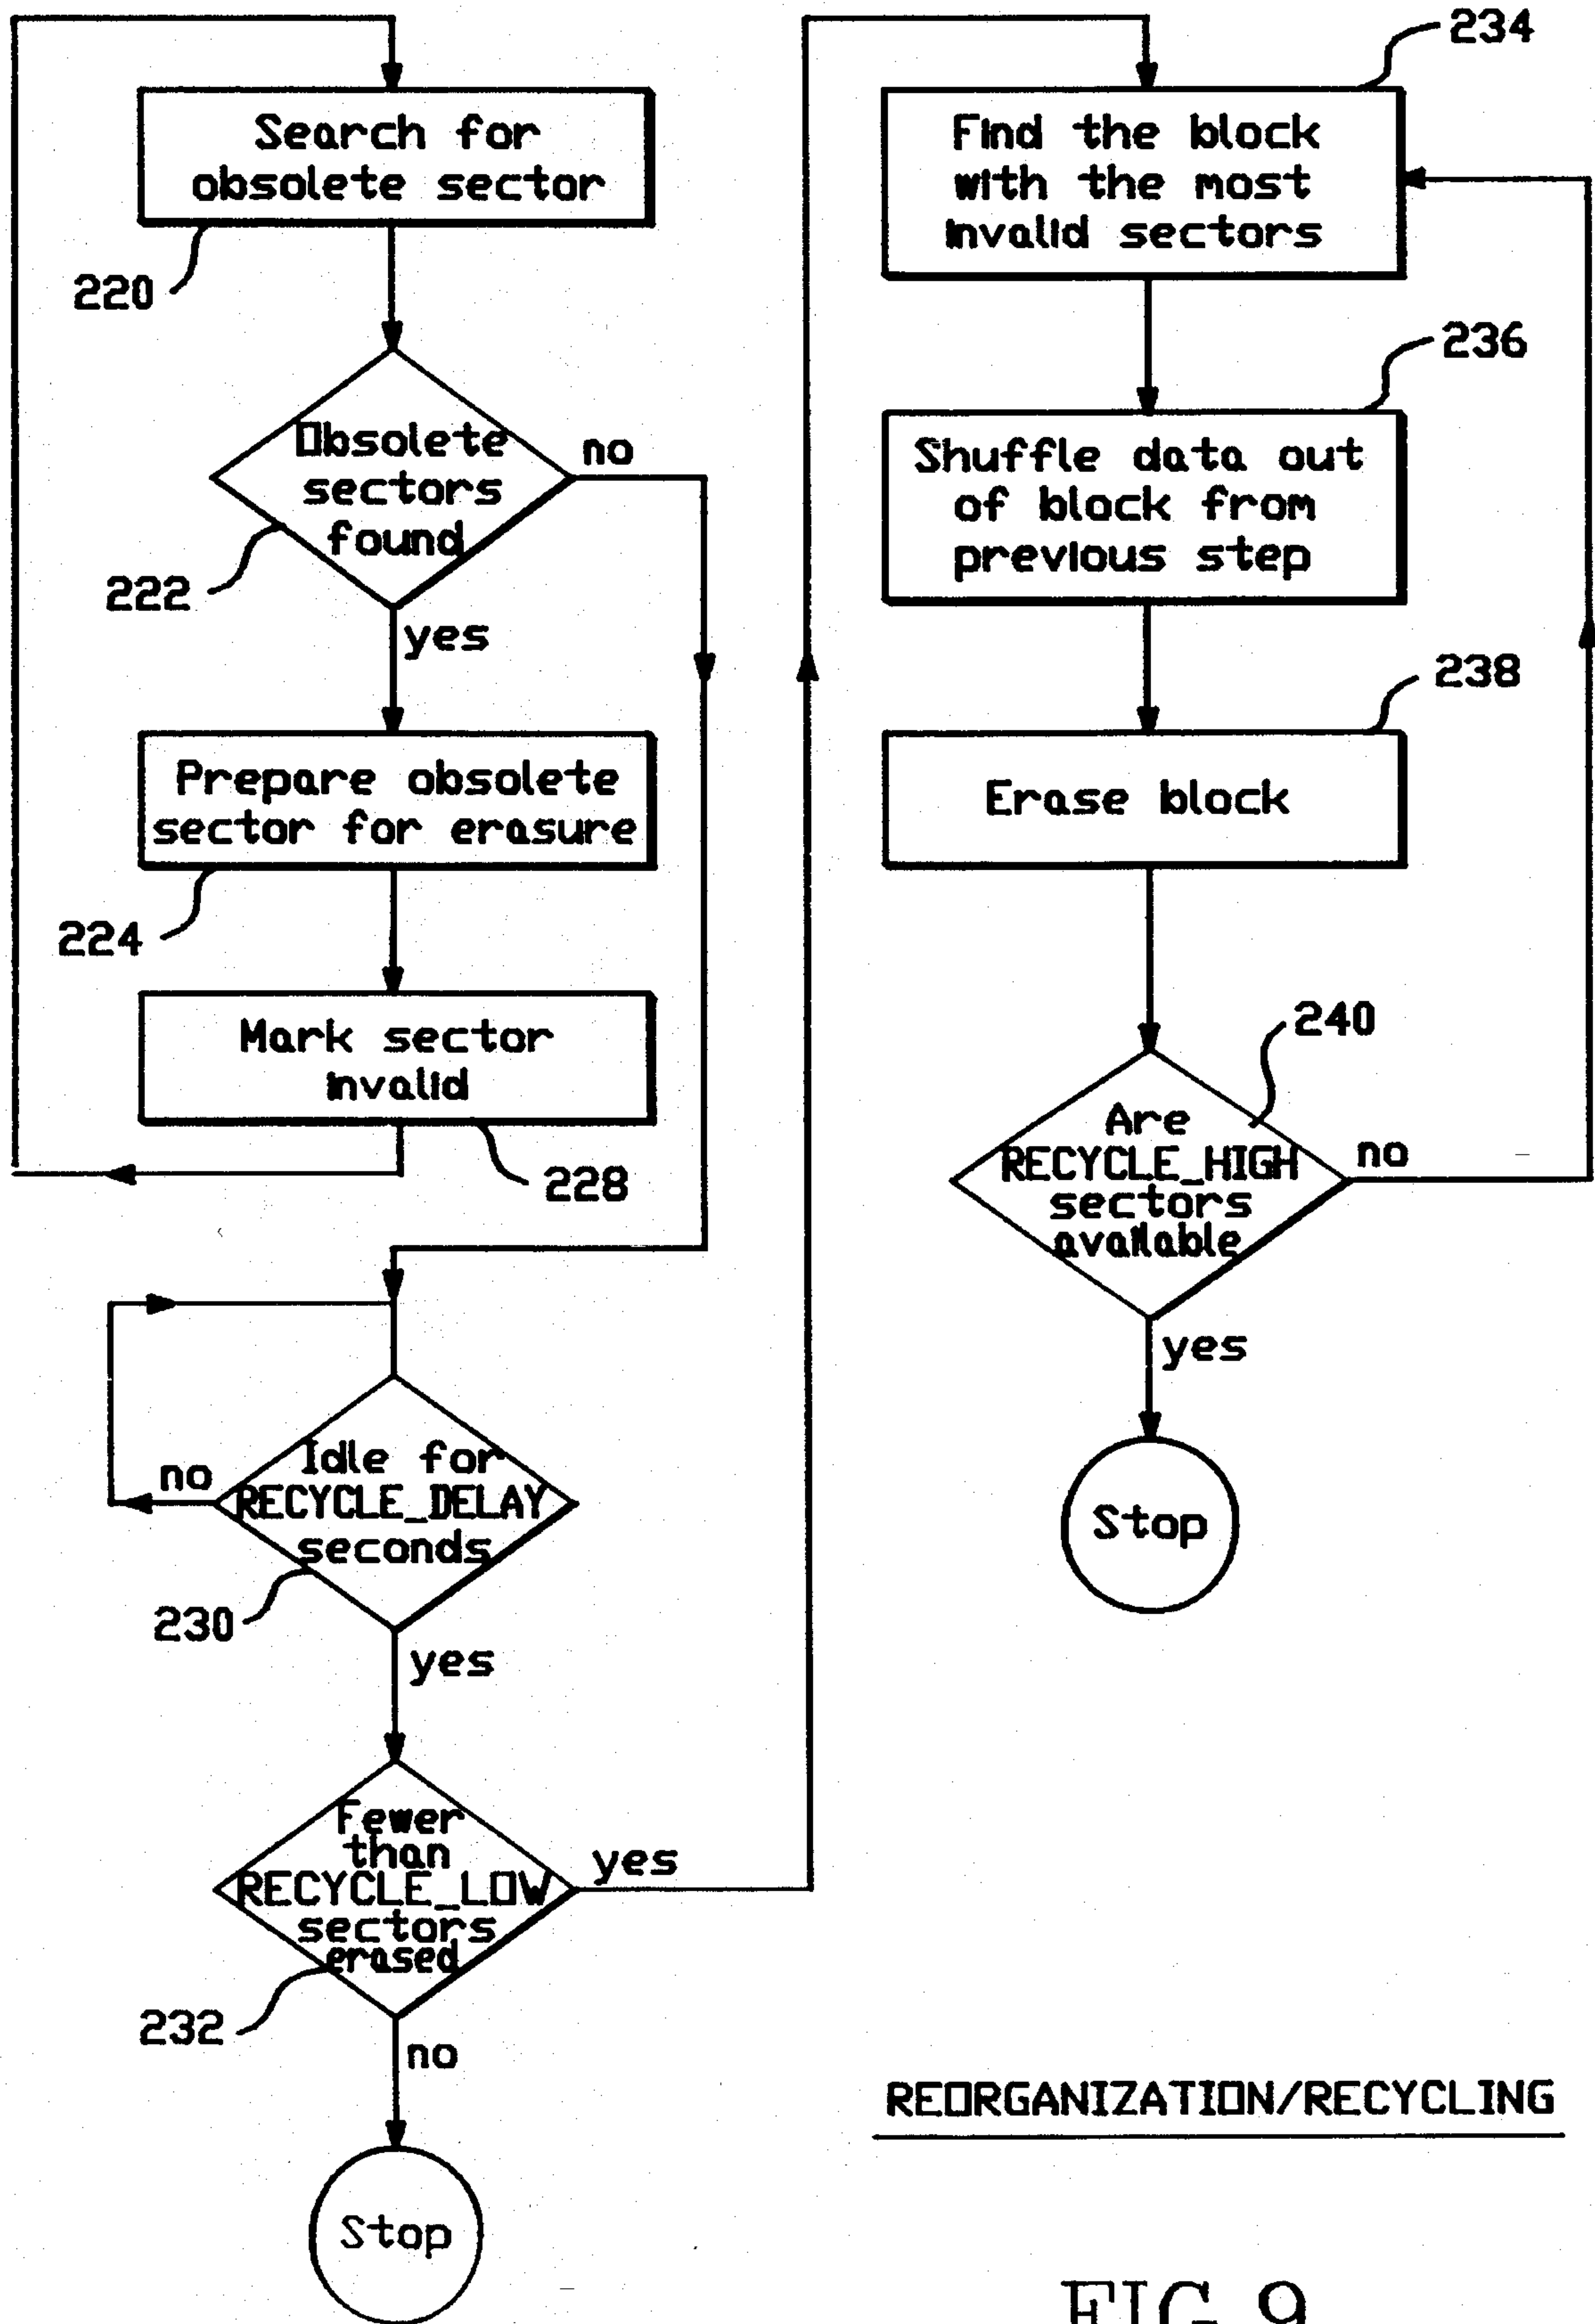 Search for
obsolete sector
220
Obsolete
sectors
found
no
222
yes
Prepare obsolete
sector for erasure
224
Mark sector
invalid
228
Idle for
RECYCLE_DELAY
seconds
no
230
yes
Fewer
than
RECYCLE_LOW
sectors
erased
yes
232
no
Stop
234
Find the block
with the most
invalid sectors
236
Shuffle data out
of block from
previous step
238
Erase block
240
Are
RECYCLE_HIGH
sectors
available
no
yes
Stop
REORGANIZATION/RECYCLING
FIG. 9